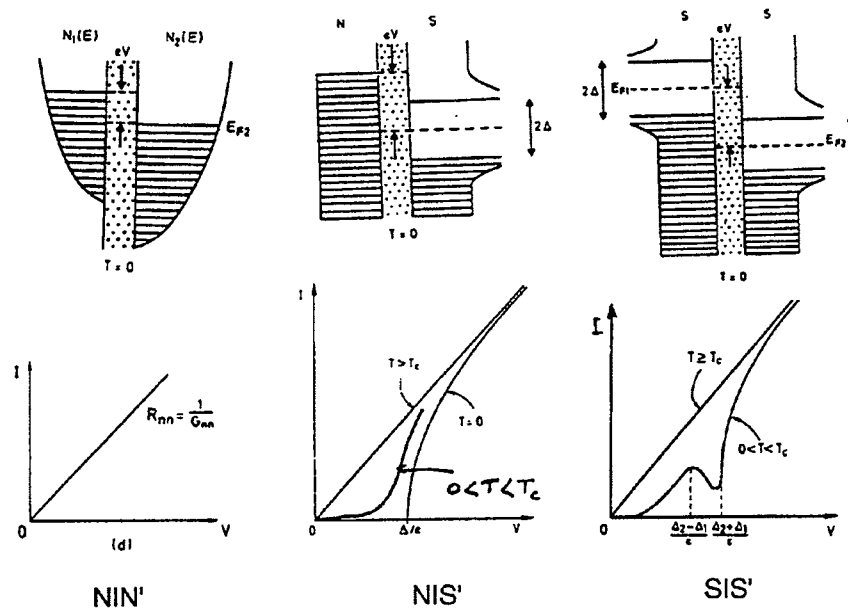 N₁(E)
eV
N₂(E)
E_F2
T = 0
N
eV
S
2Δ
T = 0
S
eV
S
2Δ
E_F1
E_F2
T = 0
I
R_nn = 1/G_nn
0
V
(d)
NIN'
I
T > T_c
T = 0
0 < T < T_c
0
Δ/e
V
NIS'
I
T ≥ T_c
0 < T < T_c
0
Δ₂-Δ₁/e
Δ₂+Δ₁/e
V
SIS'